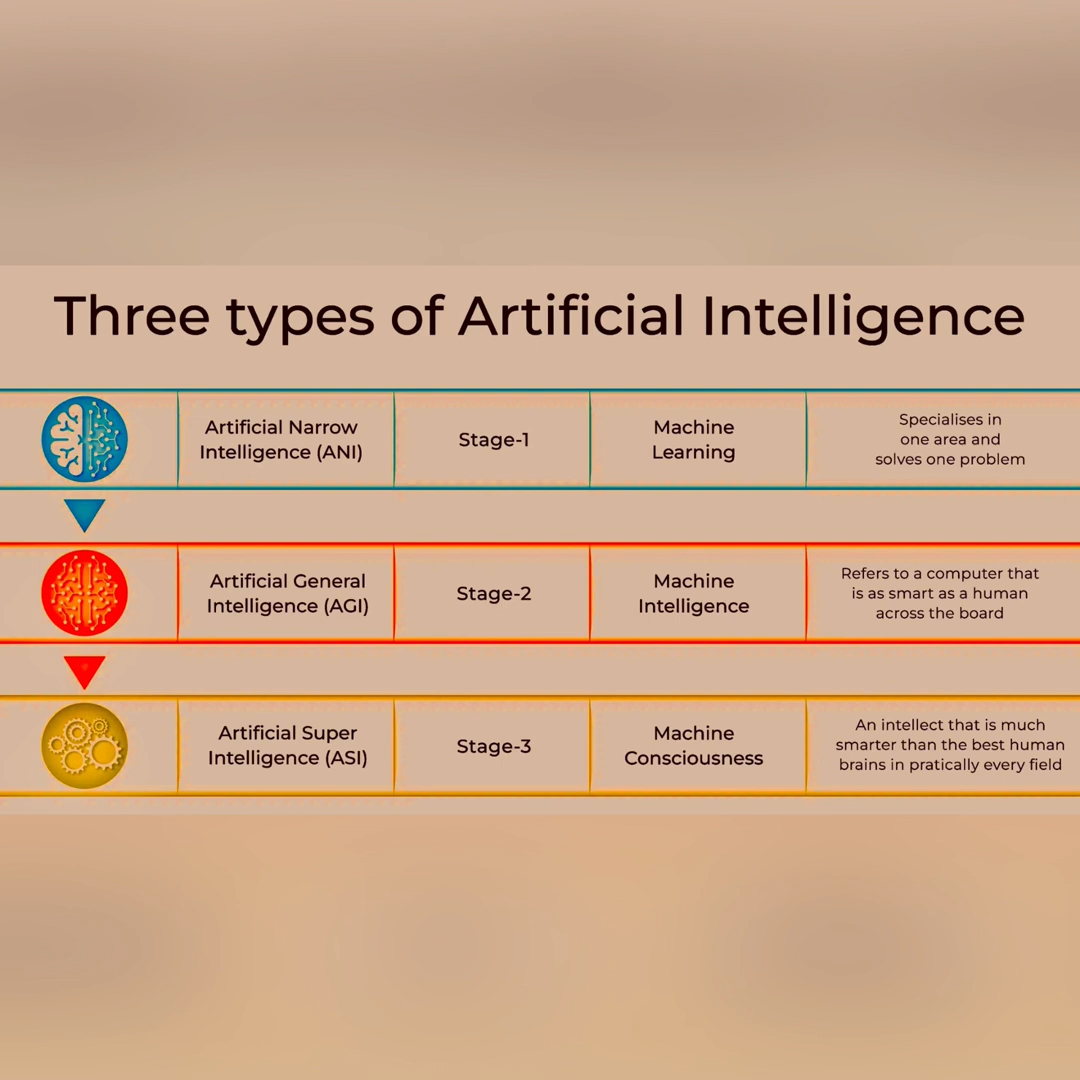 Three types of Artificial Intelligence
Artificial Narrow
Intelligence (ANI)
Stage-1
Machine
Learning
Specialises in
one area and
solves one problem
Artificial General
Intelligence (AGI)
Stage-2
Machine
Intelligence
Refers to a computer that
is as smart as a human
across the board
Artificial Super
Intelligence (ASI)
Stage-3
Machine
Consciousness
An intellect that is much
smarter than the best human
brains in pratically every field